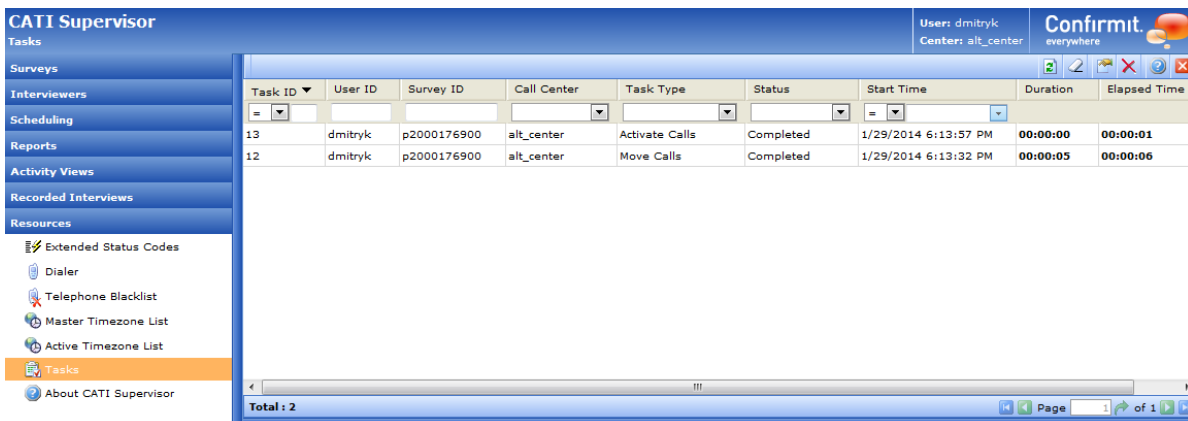 CATI Supervisor
Tasks
User: dmitryk
Center: alt_center
Confirmit.
everywhere
Surveys
Interviewers
Scheduling
Reports
Activity Views
Recorded Interviews
Resources
Extended Status Codes
Dialer
Telephone Blacklist
Master Timezone List
Active Timezone List
Tasks
About CATI Supervisor
Task ID User ID Survey ID Call Center Task Type Status Start Time Duration Elapsed Time
= =
13 dmitryk p2000176900 alt_center Activate Calls Completed 1/29/2014 6:13:57 PM 00:00:00 00:00:01
12 dmitryk p2000176900 alt_center Move Calls Completed 1/29/2014 6:13:32 PM 00:00:05 00:00:06
Total : 2 Page 1 of 1